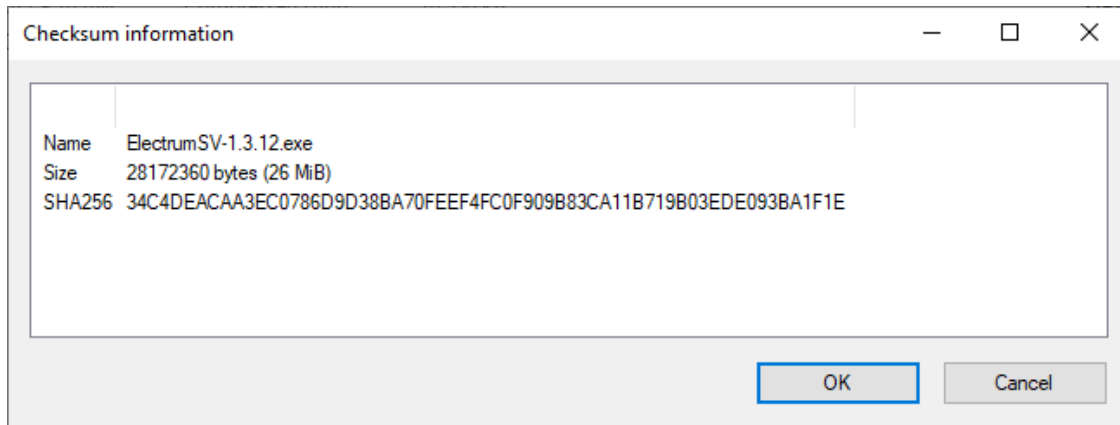 Checksum information
Name ElectrumSV-1.3.12.exe
Size 28172360 bytes (26 MiB)
SHA256 34C4DEACAA3EC0786D9D38BA70FEEF4FC0F909B83CA11B719B03EDE093BA1F1E
OK Cancel